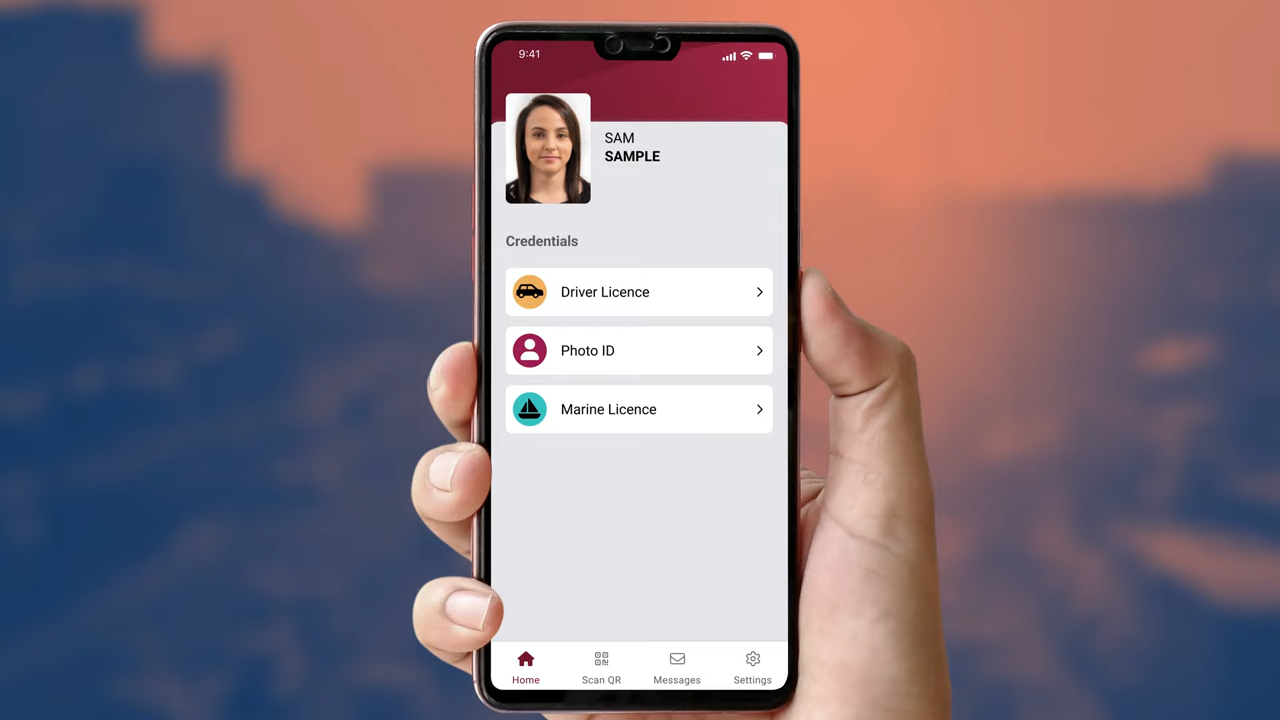 9:41
SAM
SAMPLE
Credentials
Driver Licence
Photo ID
Marine Licence
Home
Scan QR
Messages
Settings